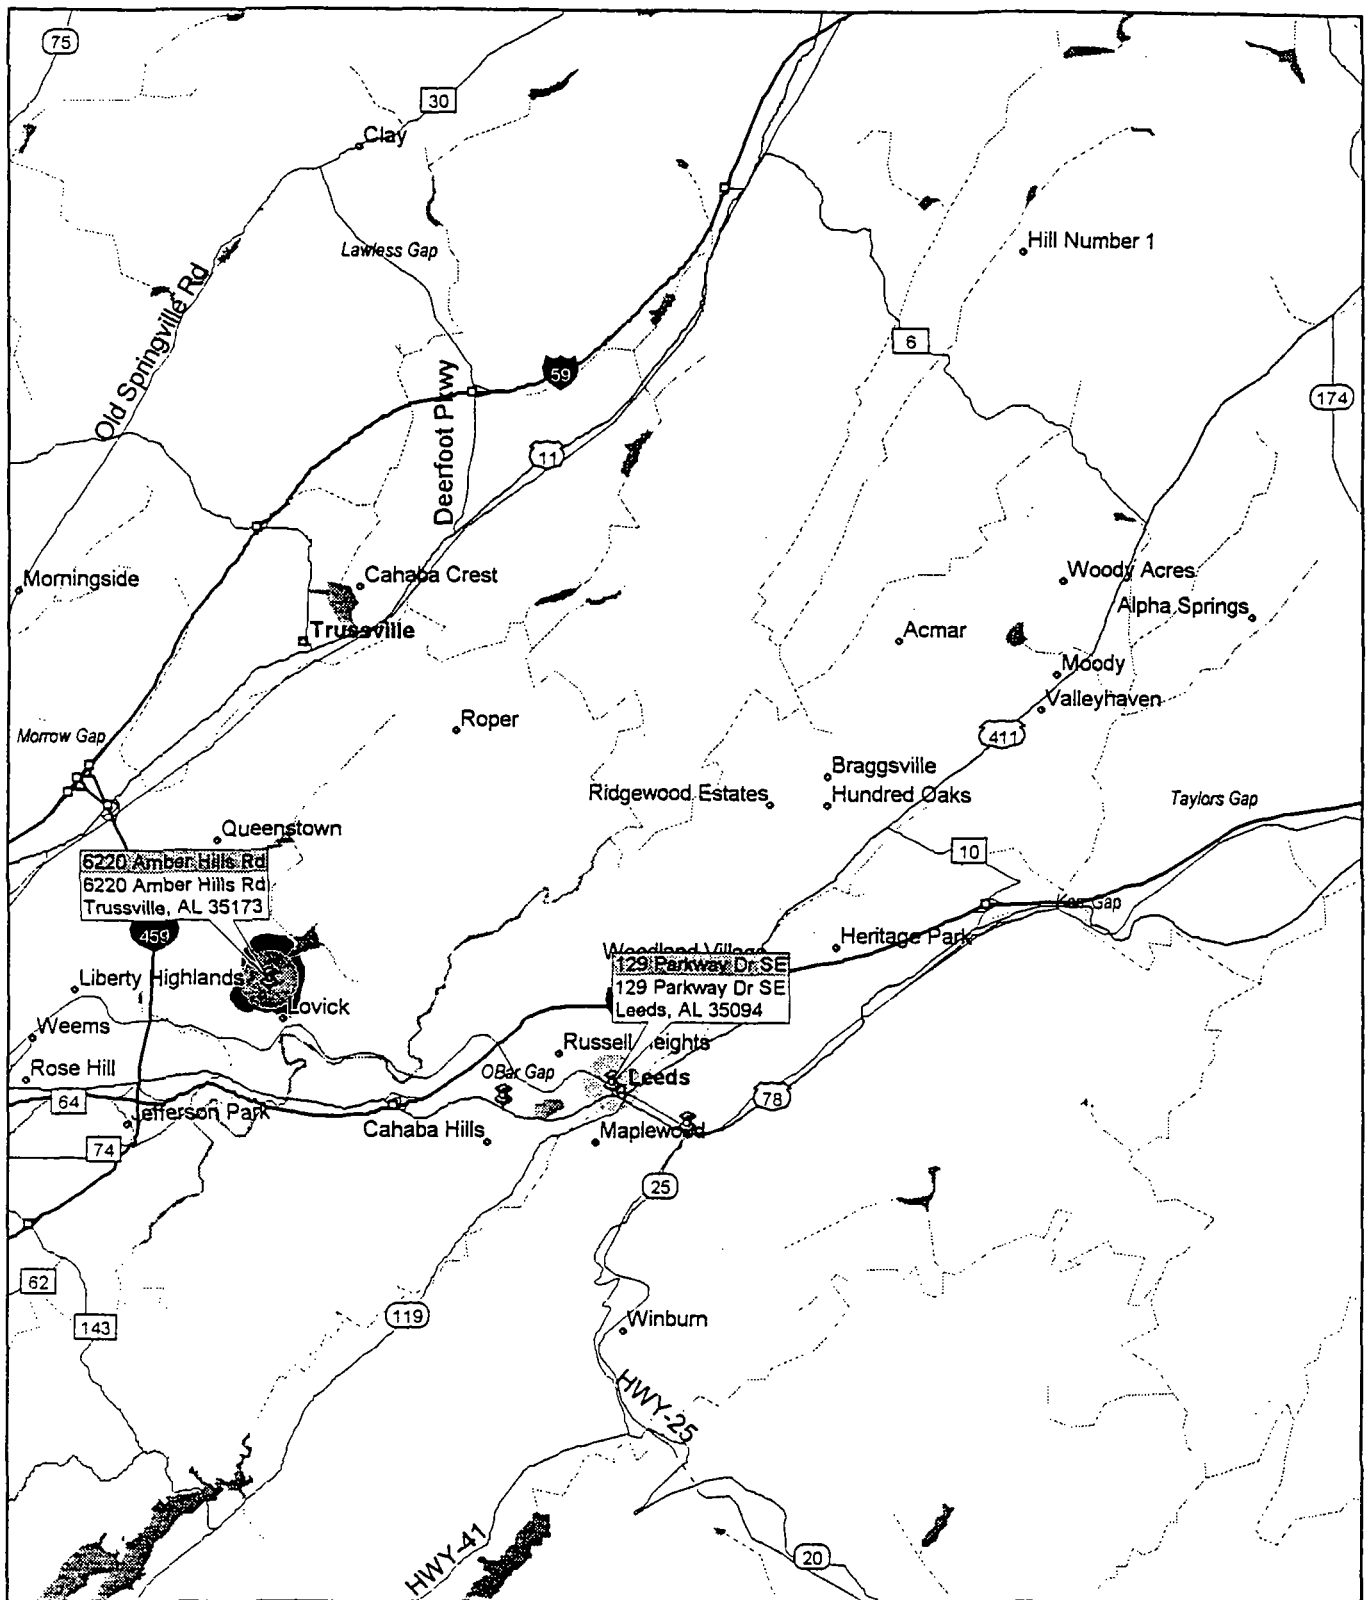 75
30
Clay
Lawless Gap
Hill Number 1
Old Springville Rd
6
59
Deerfoot Pkwy
174
11
Morningside
Cahaba Crest
Woody Acres
Alpha Springs
Trussville
Acmar
Moody
Valleyhaven
Roper
411
Morrow Gap
Braggsville
Ridgewood Estates
Hundred Oaks
Taylors Gap
Queenstown
10
6220 Amber Hills Rd
6220 Amber Hills Rd
Trussville, AL 35173
Gap
459
Heritage Park
Woodland Village
129 Parkway Dr SE
129 Parkway Dr SE
Leeds, AL 35094
Liberty Highlands
Lovick
Weems
Russell Heights
Rose Hill
OBar Gap
Leeds
64
78
Jefferson Park
Cahaba Hills
Maplewood
74
25
62
119
Winburn
143
HWY-25
HWY-41
20